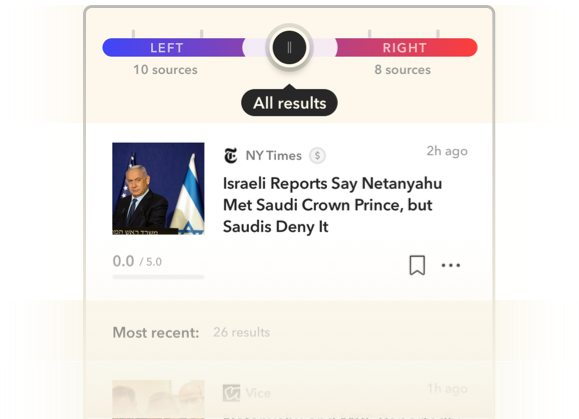 LEFT
RIGHT
10 sources
8 sources
All results
NY Times $
2h ago
Israeli Reports Say Netanyahu
Met Saudi Crown Prince, but
Saudis Deny It
0.0 / 5.0
Most recent: 26 results
Vice
1h ago